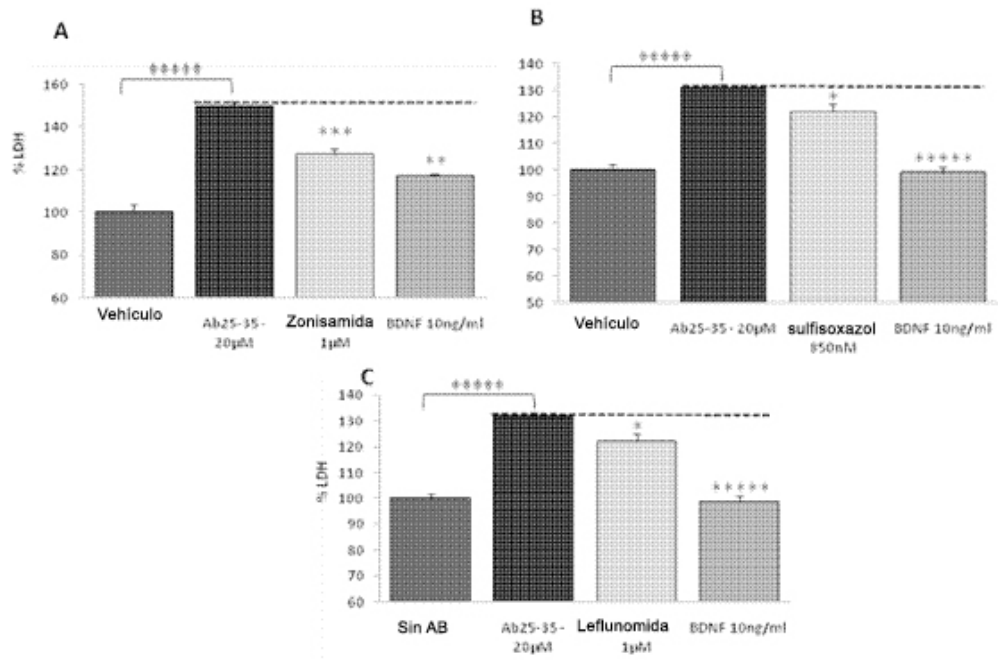 A
*****
160
140
120
100
80
60
% LDH
***
**
Vehículo
Ab25-35-
20µM
Zonisamida
1µM
BDNF 10ng/ml
B
*****
140
130
120
110
100
90
80
70
60
50
*
*****
Vehículo
Ab25-35 - 20µM
sulfisoxazol
850nM
BDNF 10ng/ml
C
*****
140
130
120
110
100
90
80
70
60
% LDH
*
*****
Sin AB
Ab25-35-
20µM
Leflunomida
1µM
BDNF 10ng/ml